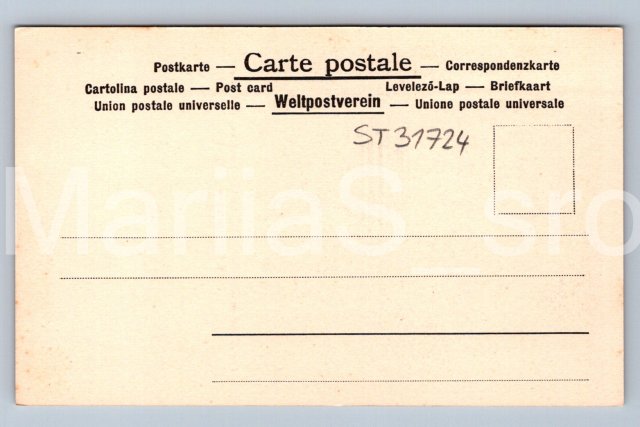 Postkarte — Carte postale — Correspondenzkarte
Cartolina postale — Post card Levelező-Lap — Briefkaart
Union postale universelle — Weltpostverein — Unione postale universale
ST31724
MariiaS_sro